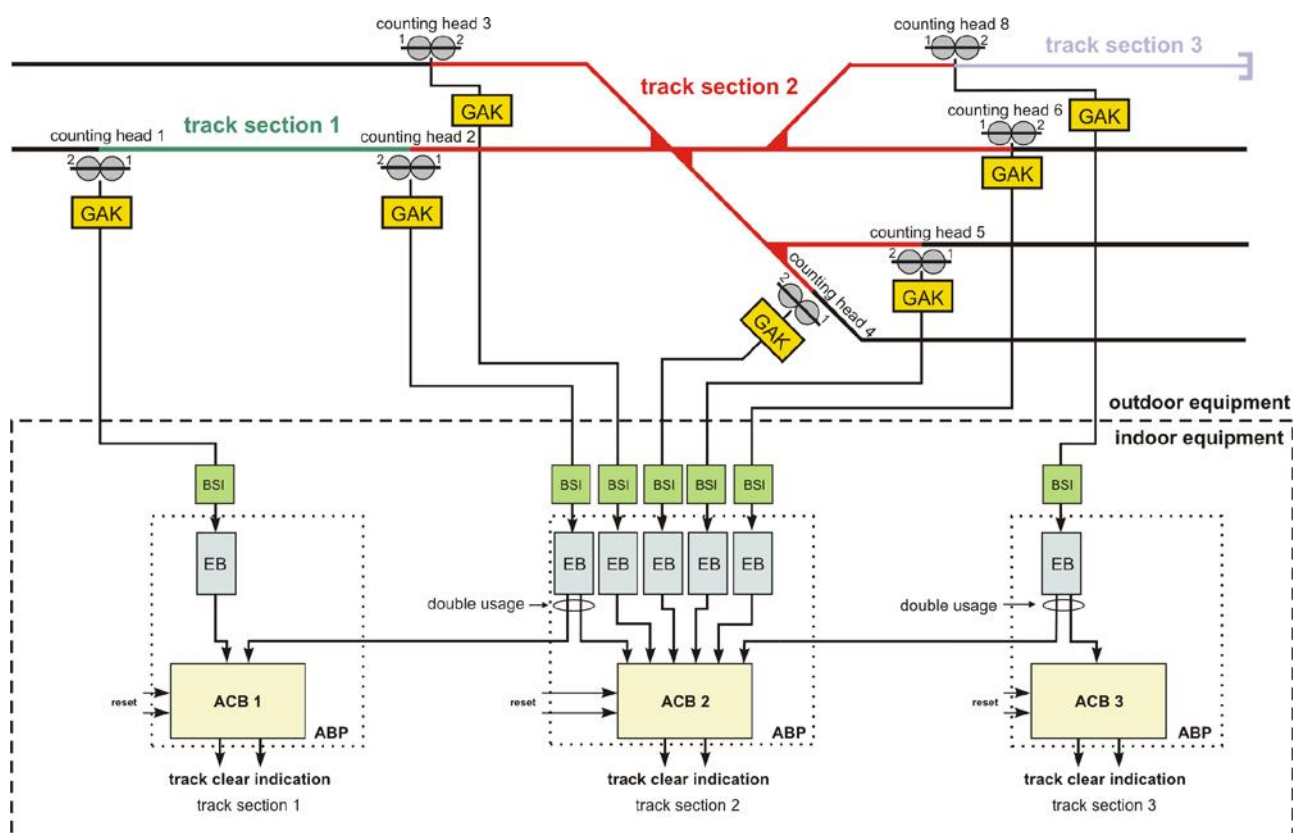 counting head 3
1 2
counting head 8
1 2
track section 3
track section 2
GAK
GAK
counting head 6
1 2
counting head 1
track section 1
counting head 2
2 1
2 1
GAK
GAK
GAK
counting head 5
2 1
counting head 4
2 1
GAK
GAK
outdoor equipment
indoor equipment
BSI
BSI
BSI
BSI
BSI
BSI
BSI
EB
EB
EB
EB
EB
EB
EB
double usage
double usage
ACB 1
ACB 2
ACB 3
reset
reset
reset
ABP
ABP
ABP
track clear indication
track section 1
track clear indication
track section 2
track clear indication
track section 3